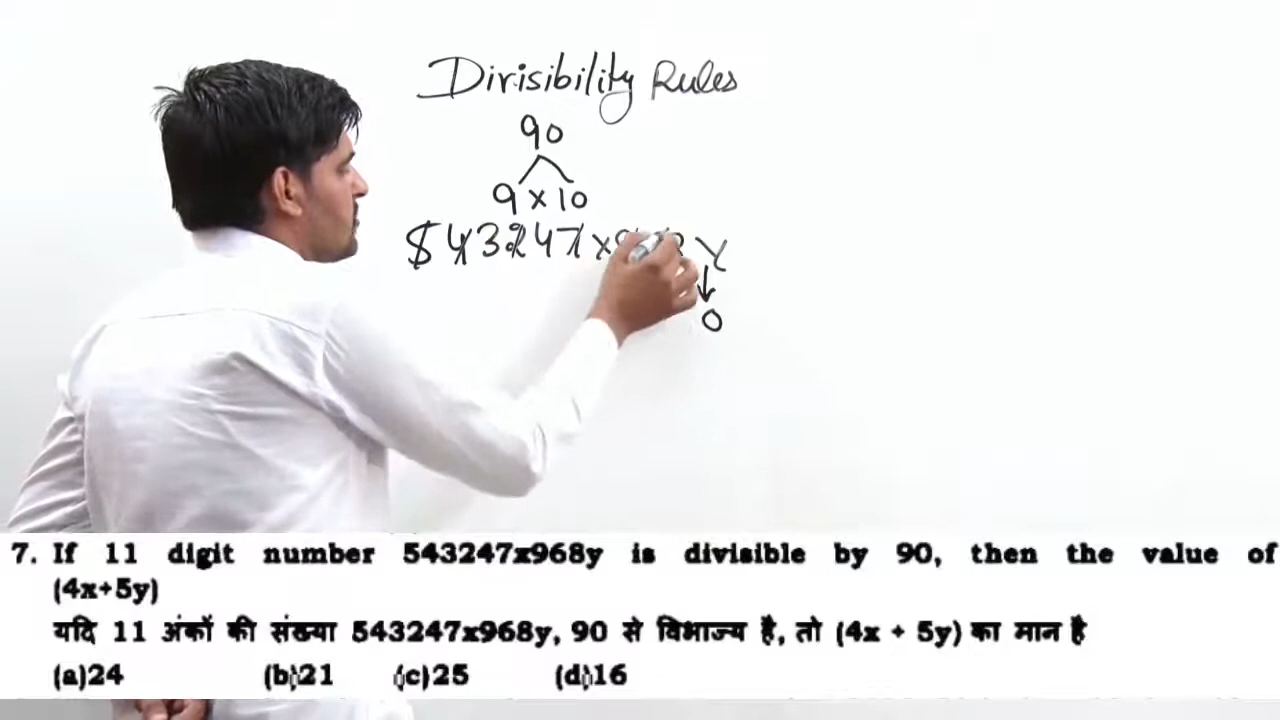 Divisibility Rules
90
9 x 10
543247x y
0
7. If 11 digit number 543247x968y is divisible by 90, then the value of
(4x+5y)
यदि 11 अंकों की संख्या 543247x968y, 90 से विभाज्य है, तो (4x + 5y) का मान है
(a)24 (b)21 (c)25 (d)16